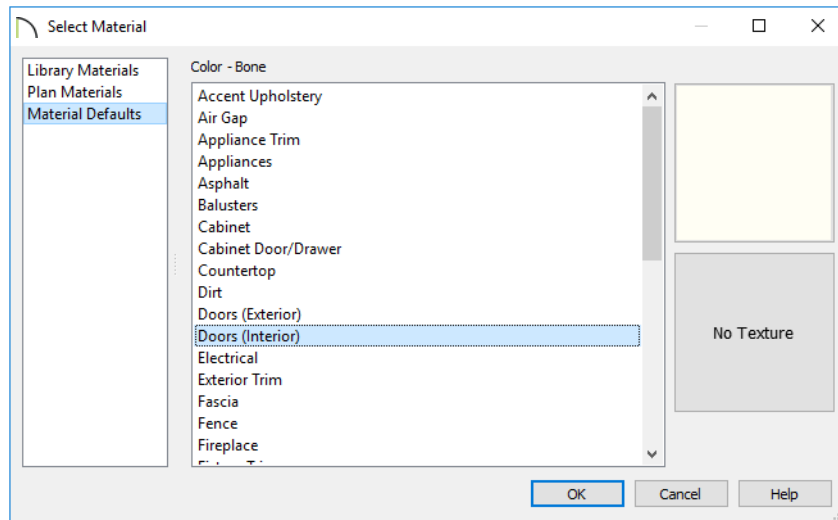 Select Material
Library Materials
Plan Materials
Material Defaults
Color - Bone
Accent Upholstery
Air Gap
Appliance Trim
Appliances
Asphalt
Balusters
Cabinet
Cabinet Door/Drawer
Countertop
Dirt
Doors (Exterior)
Doors (Interior)
Electrical
Exterior Trim
Fascia
Fence
Fireplace
No Texture
OK
Cancel
Help